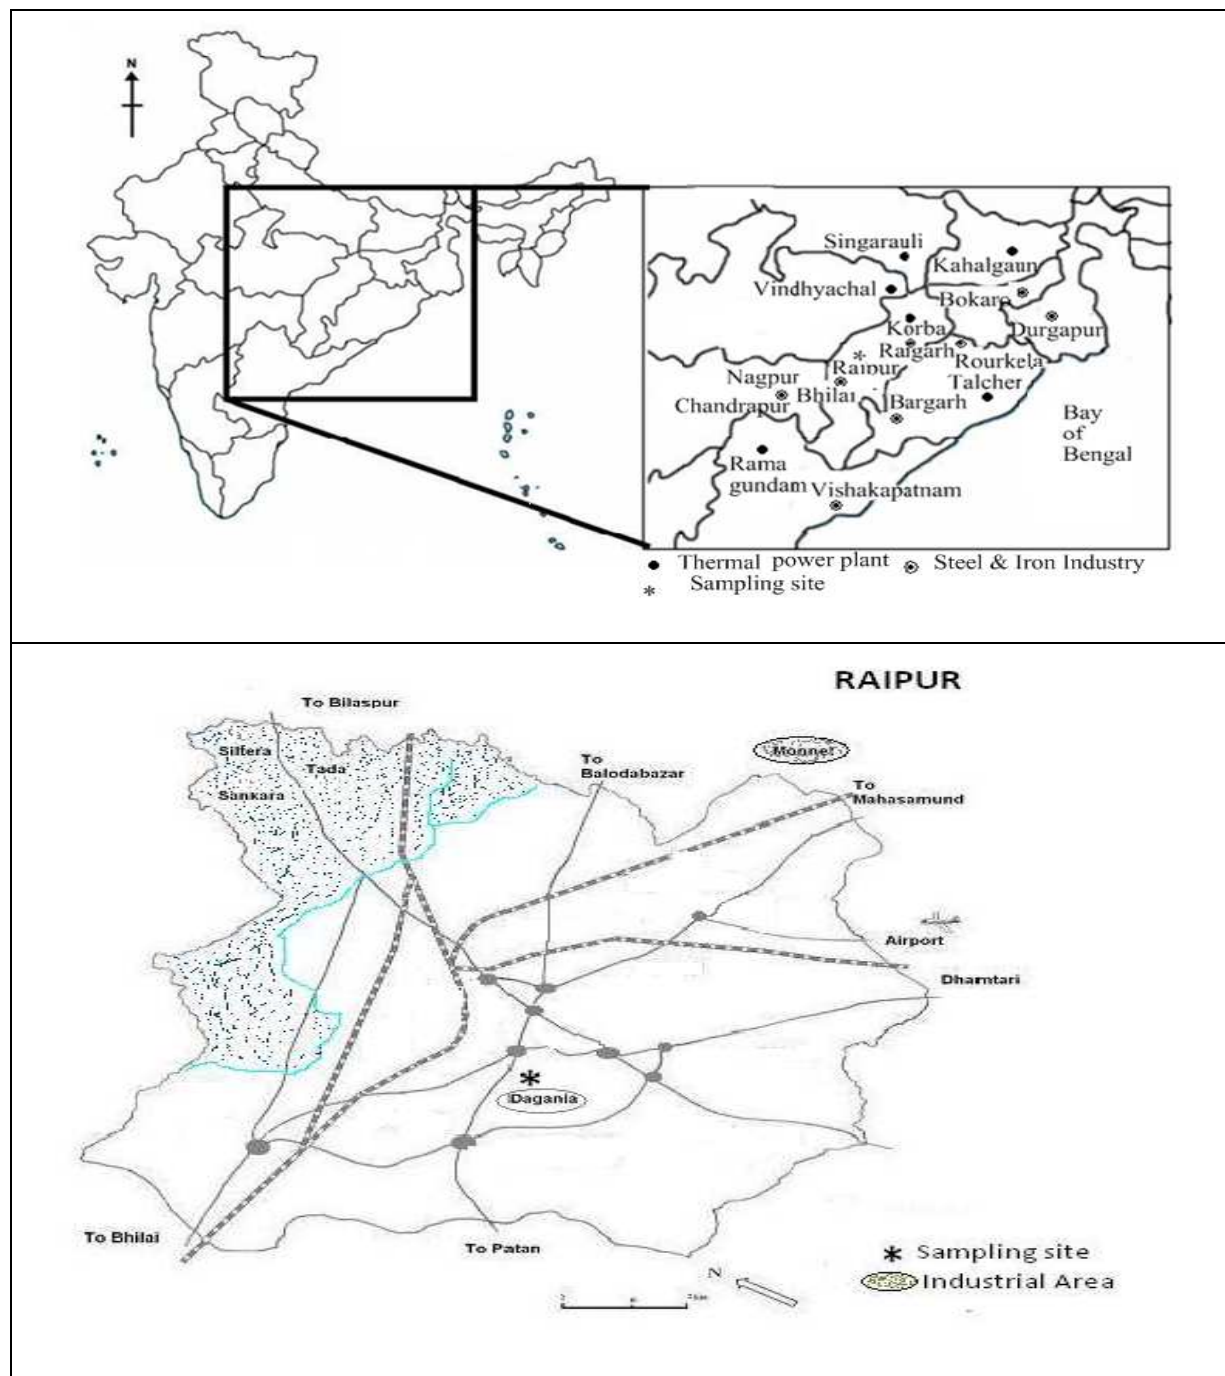 N
Singarauli
Kahalgaun
Vindhyachal
Bokaro
Durgapur
Korba
Raigarh
Rourkela
Raipur
Nagpur
Talcher
Bhilai
Chandrapur
Bargarh
Bay
of
Bengal
Rama
gundam
Vishakapatnam
Thermal power plant
Steel & Iron Industry
* Sampling site
RAIPUR
To Bilaspur
Siltera
Tada
Sankara
To
Balodabazar
Monnet
To
Mahasamund
Airport
Dhamtari
Dagania
To Bhilai
To Patan
N
* Sampling site
Industrial Area